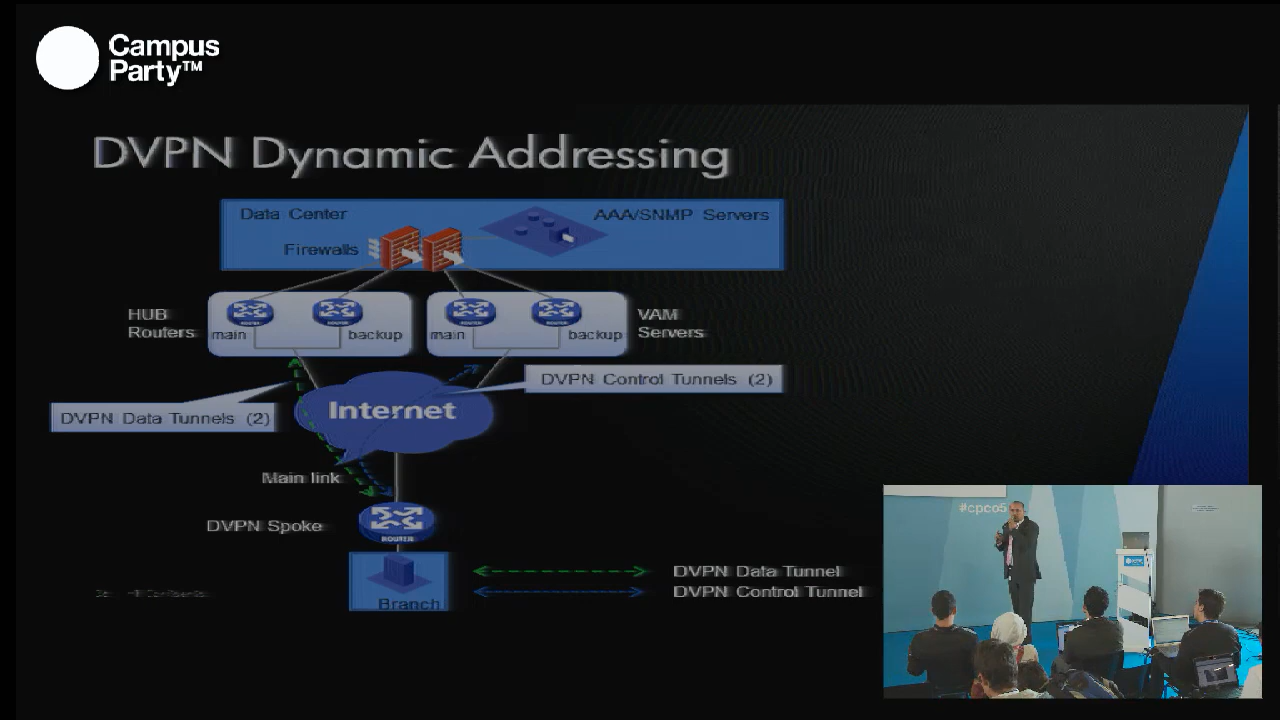 Campus
Party™
DVPN Dynamic Addressing
Data Center
AAA/SNMP Servers
Firewalls
HUB
Routers
main
backup
main
backup
VAM
Servers
DVPN Control Tunnels (2)
DVPN Data Tunnels (2)
Internet
Main link
DVPN Spoke
ROUTER
Branch
DVPN Data Tunnel
DVPN Control Tunnel
#cpco5